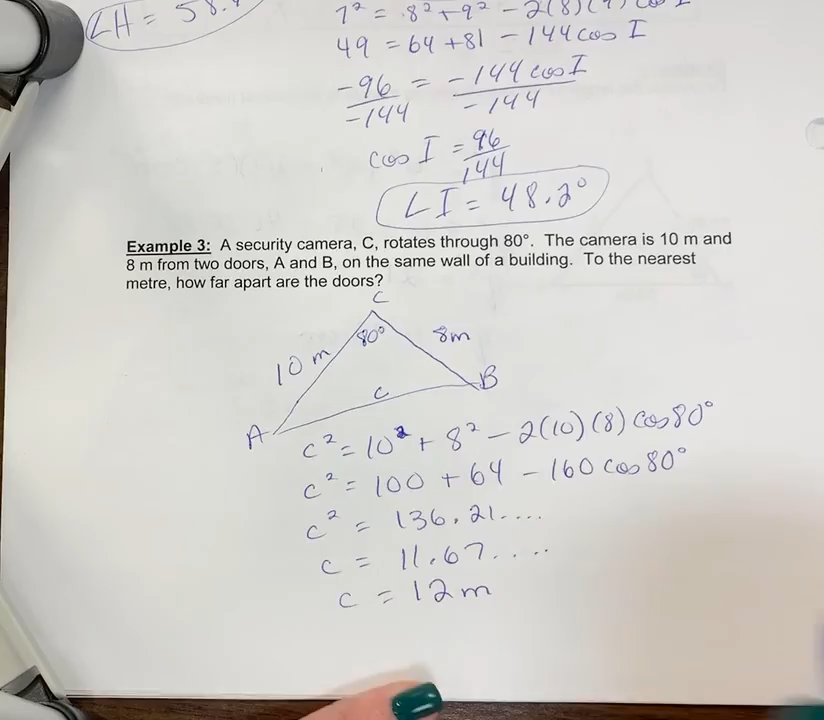 ∠H = 58.
7² = 8² + 9² - 2(8)(9) cos I
49 = 64 + 81 - 144 cos I
-96 = -144 cos I
-144 -144
cos I = 96
144
∠I = 48.2°
Example 3: A security camera, C, rotates through 80°. The camera is 10 m and
8 m from two doors, A and B, on the same wall of a building. To the nearest
metre, how far apart are the doors?
C
80°
10 m
8m
c
B
A
c² = 10² + 8² - 2(10)(8) cos 80°
c² = 100 + 64 - 160 cos 80°
c² = 136.21....
c = 11.67....
c = 12 m